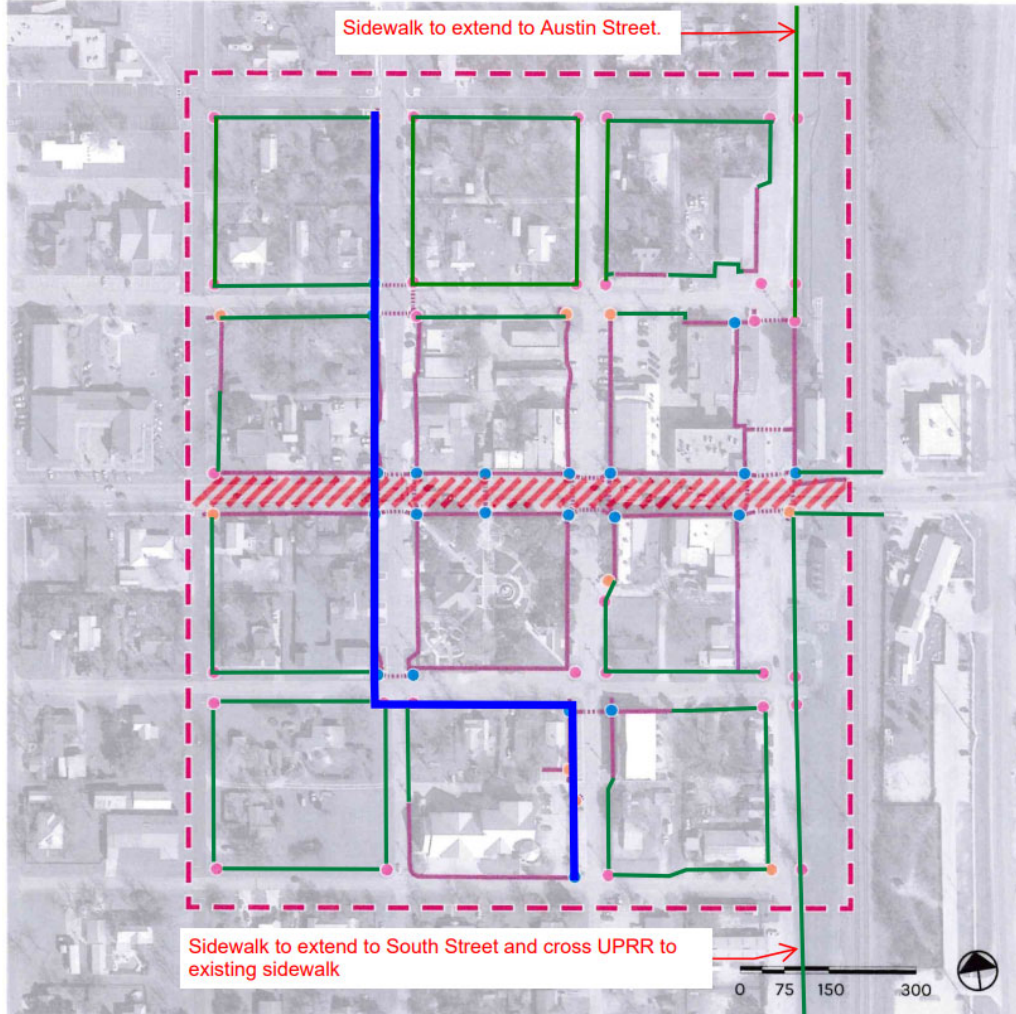 Sidewalk to extend to Austin Street.
Sidewalk to extend to South Street and cross UPRR to
existing sidewalk
0 75 150 300